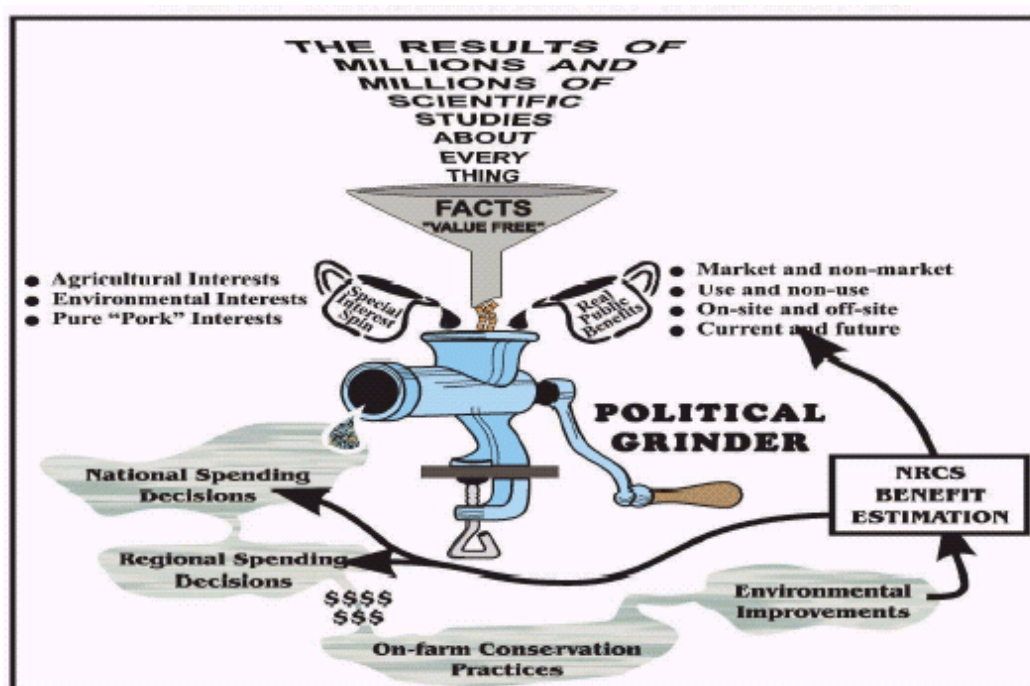 THE RESULTS OF
MILLIONS AND
MILLIONS OF
SCIENTIFIC
STUDIES
ABOUT
EVERY
THING
FACTS
"VALUE FREE"
● Agricultural Interests
● Environmental Interests
● Pure “Pork” Interests
Special
Interest
Spin
Real
Public
Benefits
● Market and non-market
● Use and non-use
● On-site and off-site
● Current and future
POLITICAL
GRINDER
National Spending
Decisions
NRCS
BENEFIT
ESTIMATION
Regional Spending
Decisions
$$$$
$$$
Environmental
Improvements
On-farm Conservation
Practices